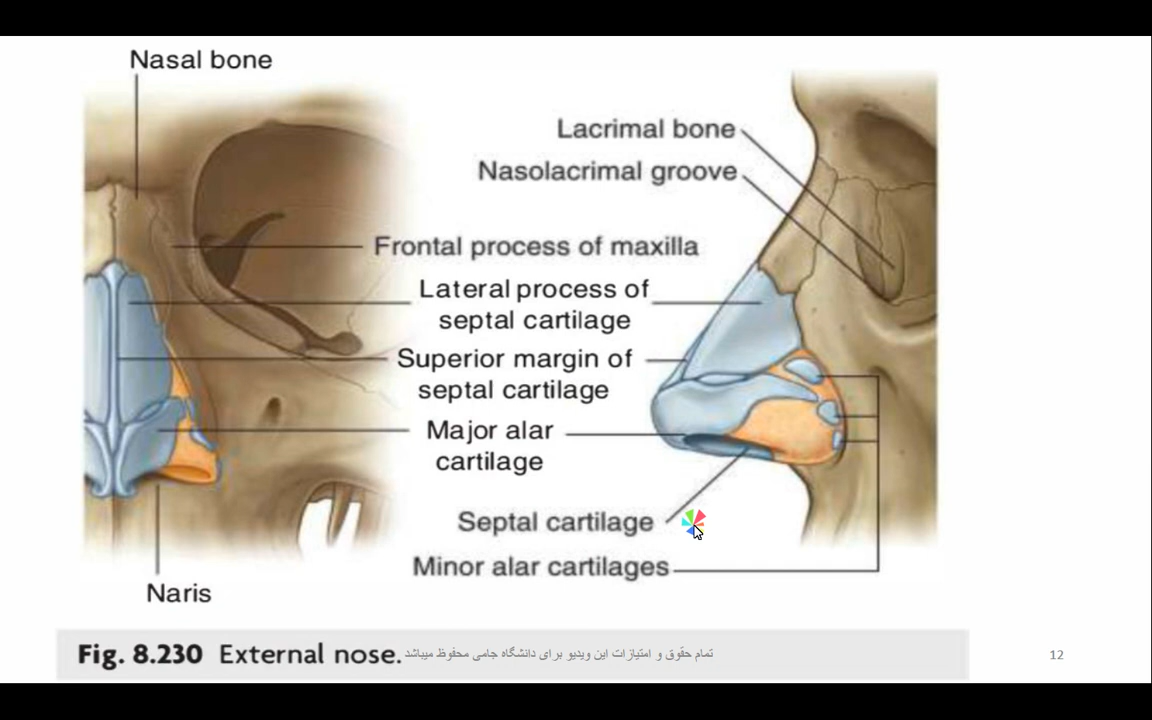 Nasal bone
Lacrimal bone
Nasolacrimal groove
Frontal process of maxilla
Lateral process of
septal cartilage
Superior margin of
septal cartilage
Major alar
cartilage
Septal cartilage
Minor alar cartilages
Naris
Fig. 8.230 External nose.
تمام حقوق و امتیازات این ویدیو برای دانشگاه جامی محفوظ میباشد
12